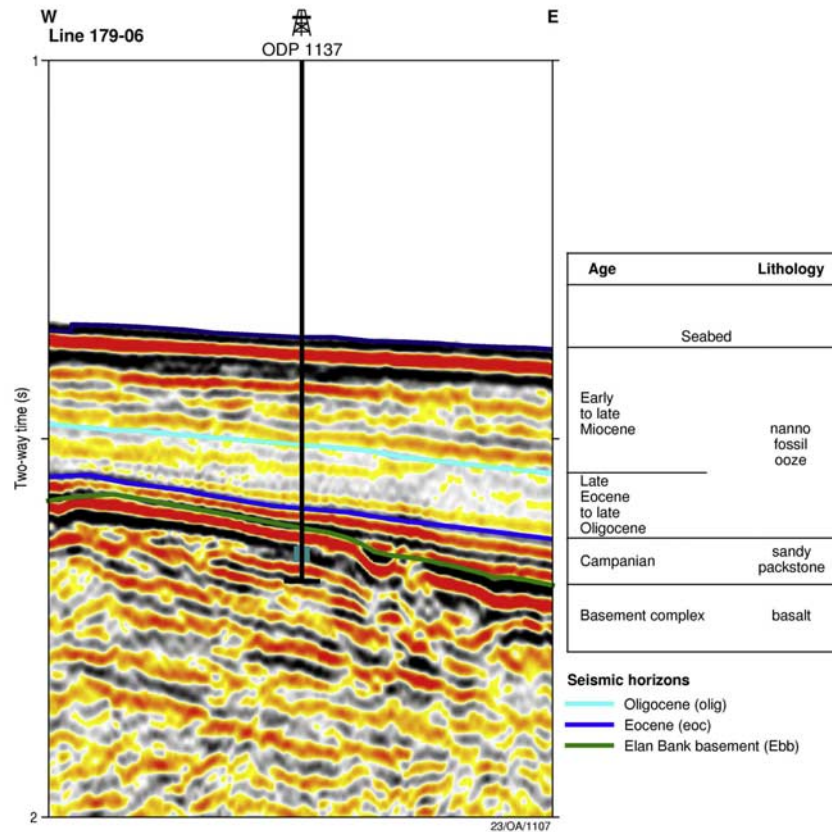 W
E
Line 179-06
ODP 1137
1
Two-way time (s)
2
23/OA/1107
Age Lithology
Seabed
Early
to late
Miocene
nanno
fossil
ooze
Late
Eocene
to late
Oligocene
Campanian
sandy
packstone
Basement complex basalt
Seismic horizons
Oligocene (olig)
Eocene (eoc)
Elan Bank basement (Ebb)